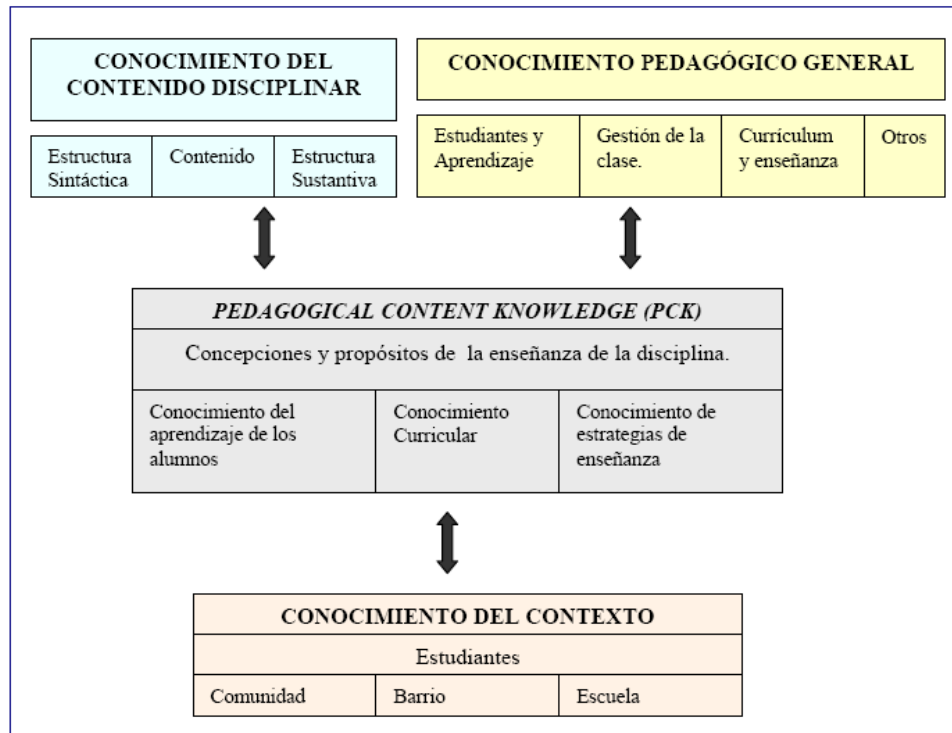 CONOCIMIENTO DEL
CONTENIDO DISCIPLINAR
Estructura
Sintáctica
Contenido
Estructura
Sustantiva
CONOCIMIENTO PEDAGÓGICO GENERAL
Estudiantes y
Aprendizaje
Gestión de la
clase.
Currículum
y enseñanza
Otros
PEDAGOGICAL CONTENT KNOWLEDGE (PCK)
Concepciones y propósitos de la enseñanza de la disciplina.
Conocimiento del
aprendizaje de los
alumnos
Conocimiento
Curricular
Conocimiento de
estrategias de
enseñanza
CONOCIMIENTO DEL CONTEXTO
Estudiantes
Comunidad
Barrio
Escuela